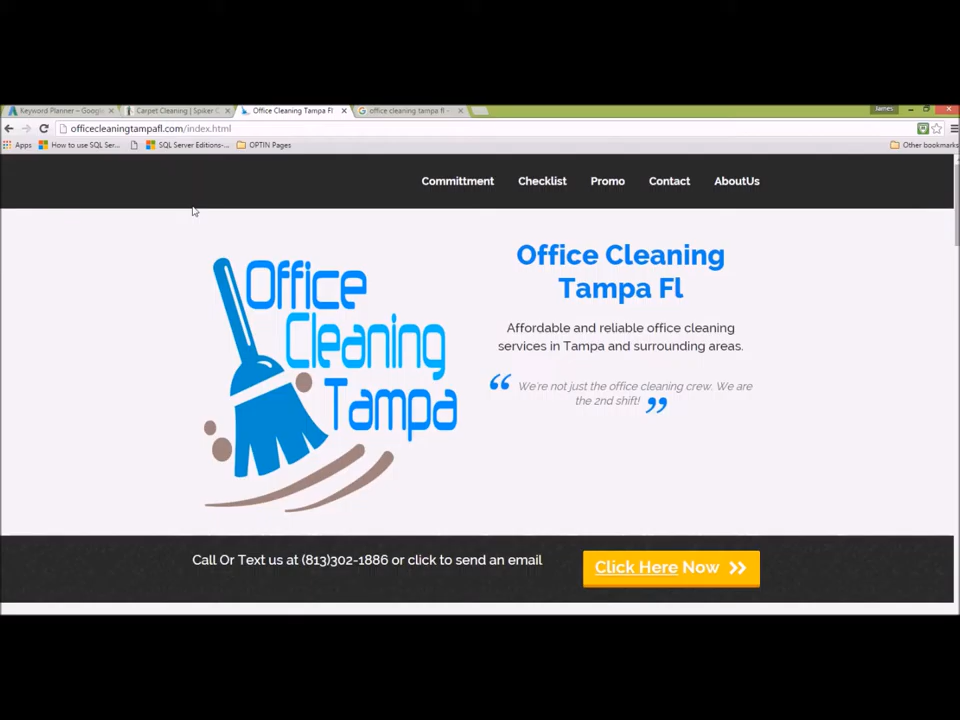 Keyword Planner – Google
Carpet Cleaning | Spiker C
Office Cleaning Tampa Fl
office cleaning tampa fl -
James
officecleaningtampafl.com/index.html
Apps
How to use SQL Ser...
SQL Server Editions-...
OPTIN Pages
Other bookmarks
Committment
Checklist
Promo
Contact
AboutUs
Office
Cleaning
Tampa
Office Cleaning
Tampa Fl
Affordable and reliable office cleaning
services in Tampa and surrounding areas.
“ We're not just the office cleaning crew. We are
the 2nd shift! ”
Call Or Text us at (813)302-1886 or click to send an email
Click Here Now »